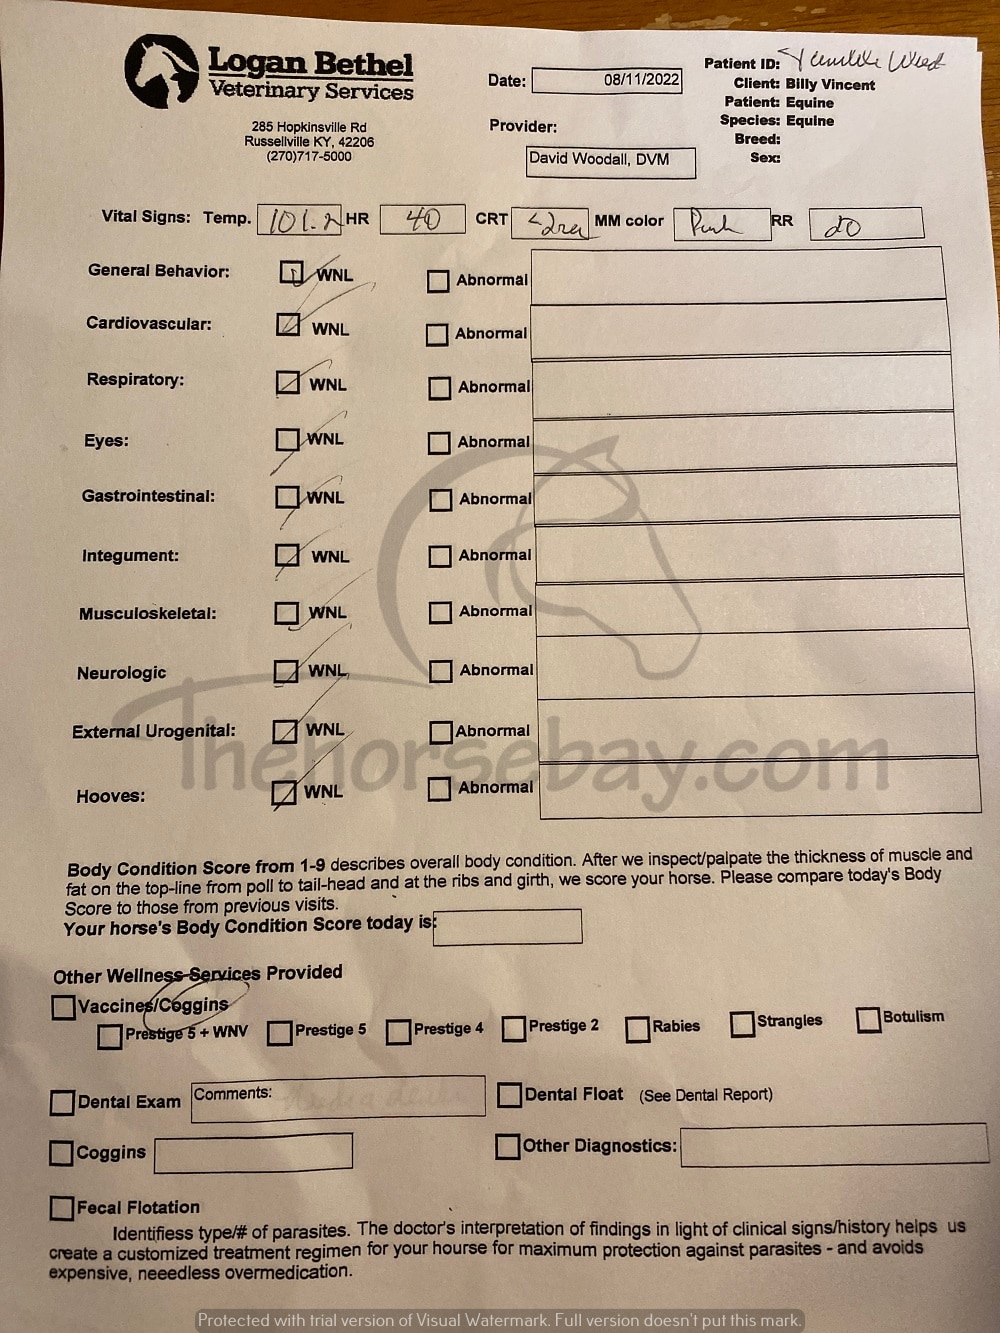 Logan Bethel
Veterinary Services
285 Hopkinsville Rd
Russellville KY, 42206
(270)717-5000
Date: 08/11/2022
Provider:
David Woodall, DVM
Patient ID:
Client: Billy Vincent
Patient: Equine
Species: Equine
Breed:
Sex:
Vital Signs: Temp. 101.2 HR 40 CRT <2sec MM color Pink RR 20
General Behavior: WNL Abnormal
Cardiovascular: WNL Abnormal
Respiratory: WNL Abnormal
Eyes: WNL Abnormal
Gastrointestinal: WNL Abnormal
Integument: WNL Abnormal
Musculoskeletal: WNL Abnormal
Neurologic WNL Abnormal
External Urogenital: WNL Abnormal
Thehorsebay.com
Hooves: WNL Abnormal
Body Condition Score from 1-9 describes overall body condition. After we inspect/palpate the thickness of muscle and
fat on the top-line from poll to tail-head and at the ribs and girth, we score your horse. Please compare today's Body
Score to those from previous visits.
Your horse's Body Condition Score today is:
Other Wellness Services Provided
Vaccines/Coggins
Prestige 5 + WNV Prestige 5 Prestige 4 Prestige 2 Rabies Strangles Botulism
Dental Exam Comments: Dental Float (See Dental Report)
Coggins Other Diagnostics:
Fecal Flotation
Identifiess type/# of parasites. The doctor's interpretation of findings in light of clinical signs/history helps us
create a customized treatment regimen for your hourse for maximum protection against parasites - and avoids
expensive, neeedless overmedication.
Protected with trial version of Visual Watermark. Full version doesn't put this mark.